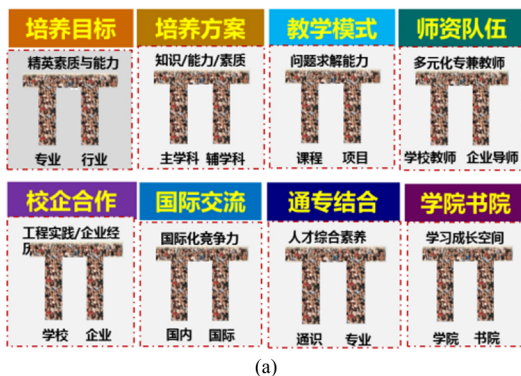 培养目标
培养方案
教学模式
师资队伍
精英素质与能力
知识/能力/素质
问题求解能力
多元化专兼教师
专业 行业
主学科 辅学科
课程 项目
学校教师 企业导师
校企合作
国际交流
通专结合
学院书院
工程实践/企业经
历
国际化竞争力
人才综合素养
学习成长空间
学校 企业
国内 国际
通识 专业
学院 书院
(a)